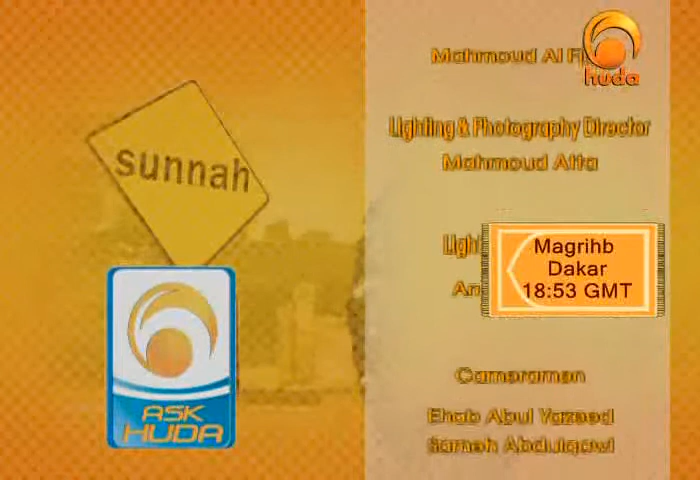 sunnah
ASK
HUDA
huda
Mahmoud Al
Lighting & Photography Director
Mahmoud Atta
Magrihb
Dakar
18:53 GMT
Cameraman
Ehab Abul Yazeed
Sameh Abdulqawi